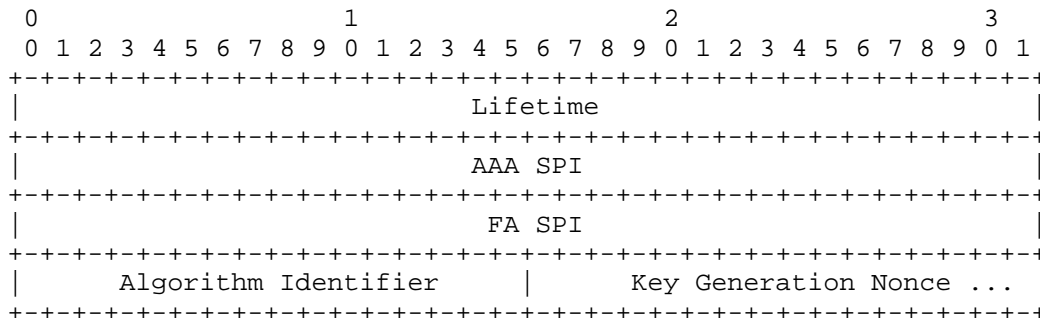 0                   1                   2                   3
 0 1 2 3 4 5 6 7 8 9 0 1 2 3 4 5 6 7 8 9 0 1 2 3 4 5 6 7 8 9 0 1
+-+-+-+-+-+-+-+-+-+-+-+-+-+-+-+-+-+-+-+-+-+-+-+-+-+-+-+-+-+-+-+-+
|                            Lifetime                           |
+-+-+-+-+-+-+-+-+-+-+-+-+-+-+-+-+-+-+-+-+-+-+-+-+-+-+-+-+-+-+-+-+
|                            AAA SPI                            |
+-+-+-+-+-+-+-+-+-+-+-+-+-+-+-+-+-+-+-+-+-+-+-+-+-+-+-+-+-+-+-+-+
|                             FA SPI                            |
+-+-+-+-+-+-+-+-+-+-+-+-+-+-+-+-+-+-+-+-+-+-+-+-+-+-+-+-+-+-+-+-+
|      Algorithm Identifier     |      Key Generation Nonce ...
+-+-+-+-+-+-+-+-+-+-+-+-+-+-+-+-+-+-+-+-+-+-+-+-+-+-+-+-+-+-+-+-+